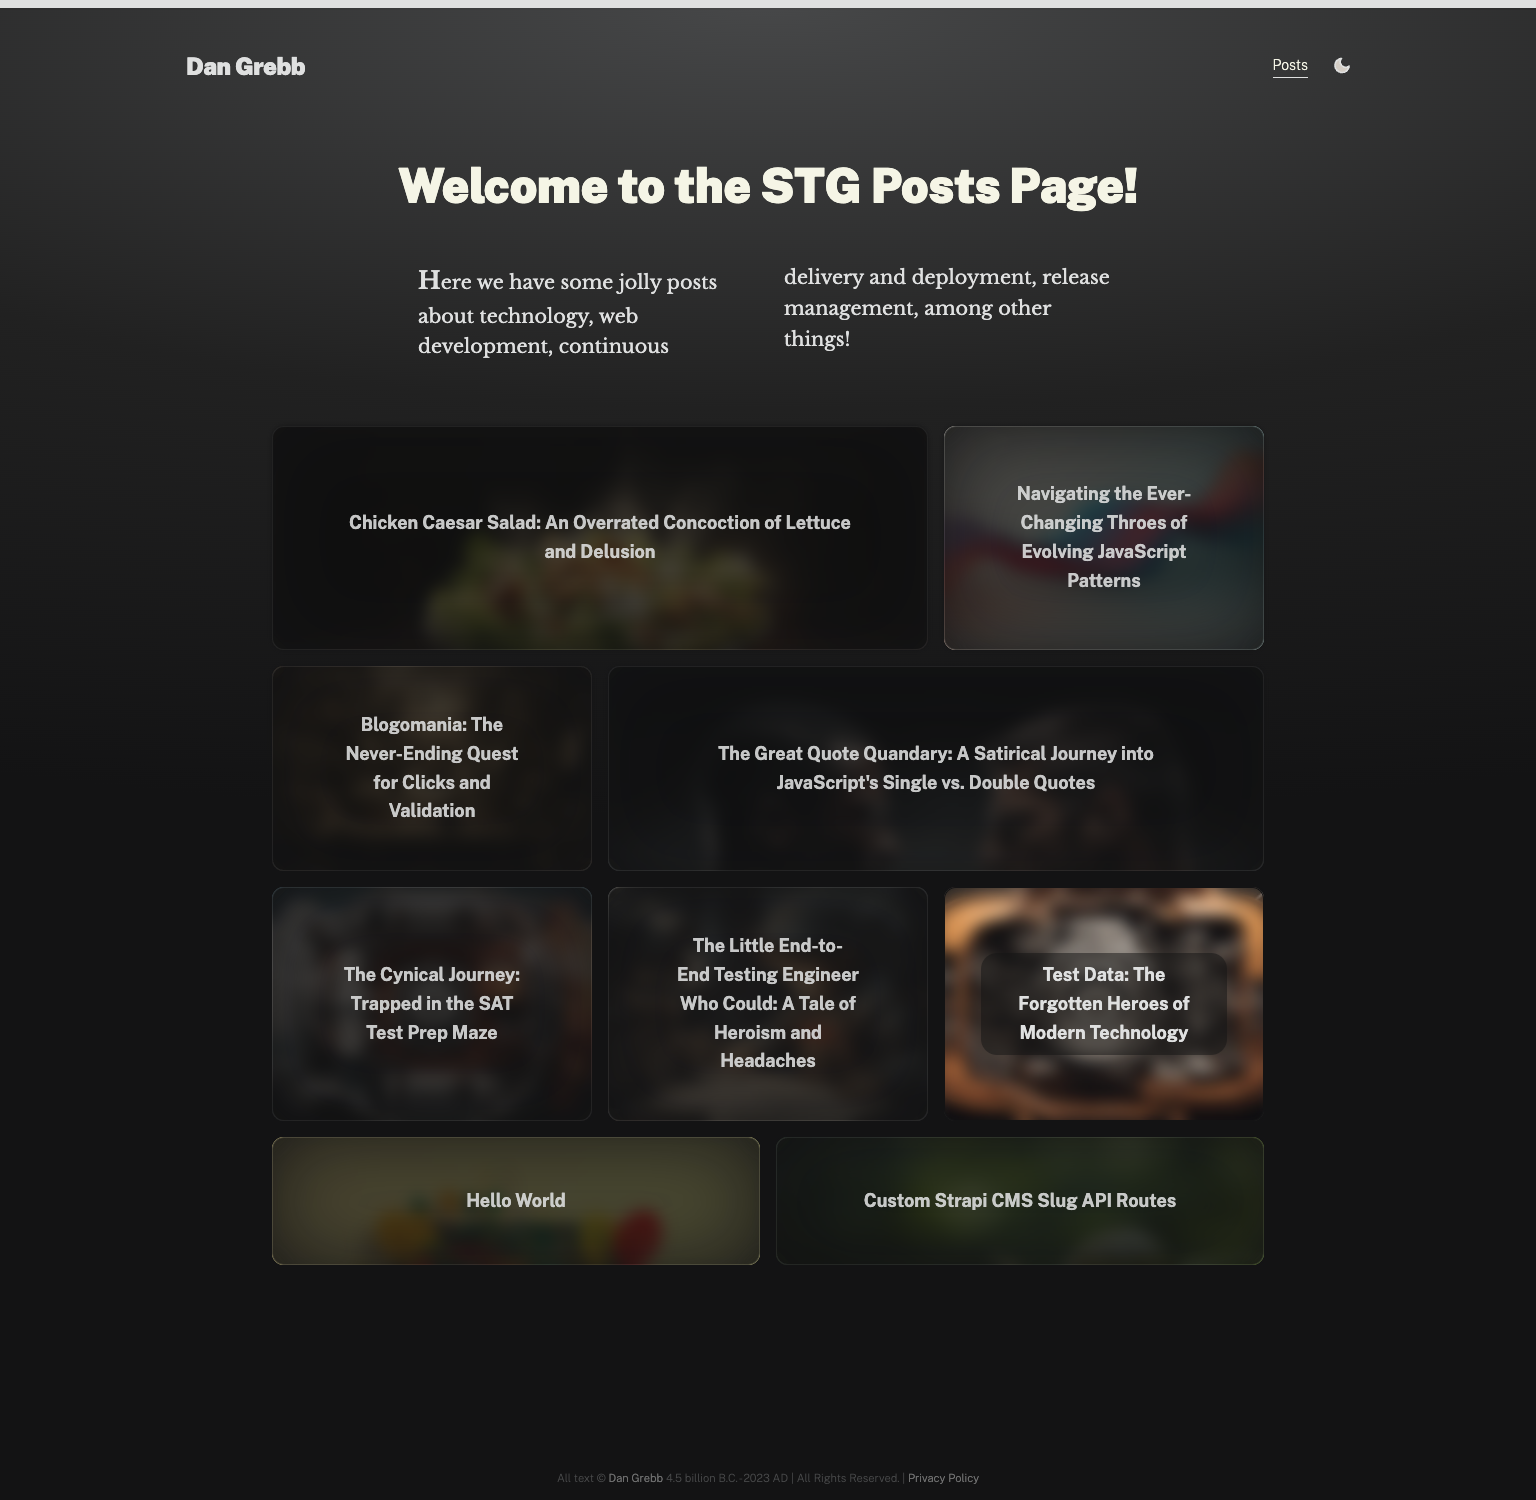 Dan Grebb
Posts
Welcome to the STG Posts Page!
Here we have some jolly posts
about technology, web
development, continuous
delivery and deployment, release
management, among other
things!
Chicken Caesar Salad: An Overrated Concoction of Lettuce
and Delusion
Navigating the Ever-
Changing Throes of
Evolving JavaScript
Patterns
Blogomania: The
Never-Ending Quest
for Clicks and
Validation
The Great Quote Quandary: A Satirical Journey into
JavaScript's Single vs. Double Quotes
The Cynical Journey:
Trapped in the SAT
Test Prep Maze
The Little End-to-
End Testing Engineer
Who Could: A Tale of
Heroism and
Headaches
Test Data: The
Forgotten Heroes of
Modern Technology
Hello World
Custom Strapi CMS Slug API Routes
All text © Dan Grebb 4.5 billion B.C.-2023 AD | All Rights Reserved. | Privacy Policy